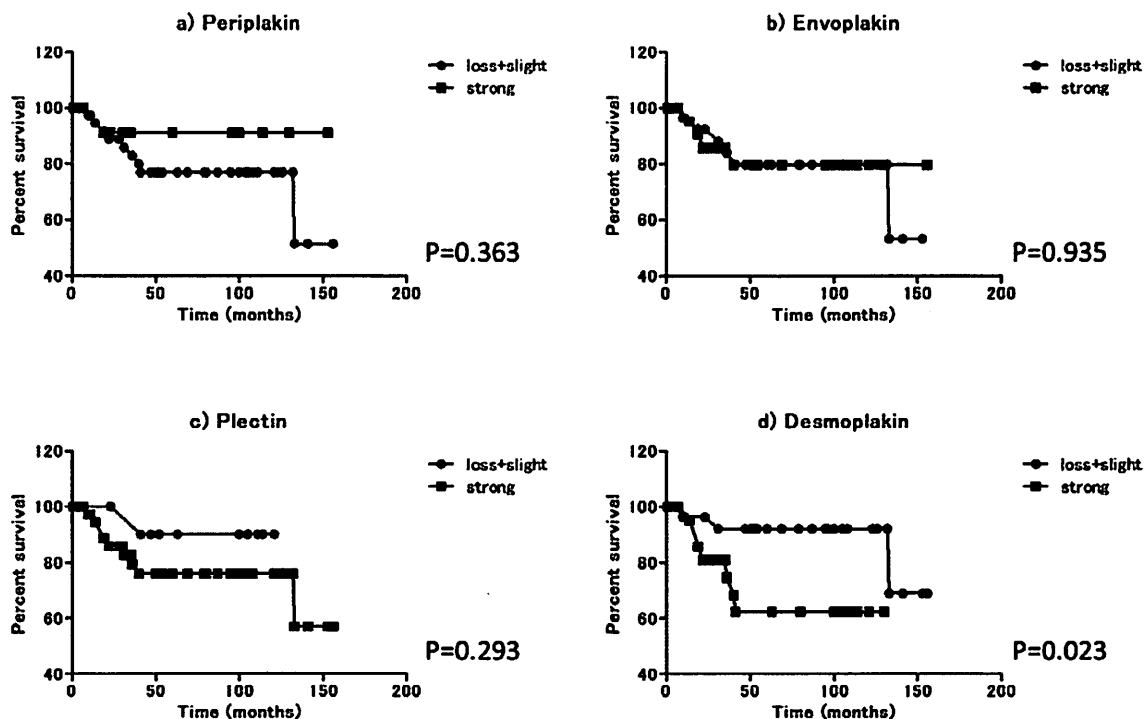 a) Periplakin
120
100
80
60
40
Percent survival
0 50 100 150 200
Time (months)
loss+slight
strong
P=0.363
b) Envoplakin
120
100
80
60
40
Percent survival
0 50 100 150 200
Time (months)
loss+slight
strong
P=0.935
c) Plectin
120
100
80
60
40
Percent survival
0 50 100 150 200
Time (months)
loss+slight
strong
P=0.293
d) Desmoplakin
120
100
80
60
40
Percent survival
0 50 100 150 200
Time (months)
loss+slight
strong
P=0.023